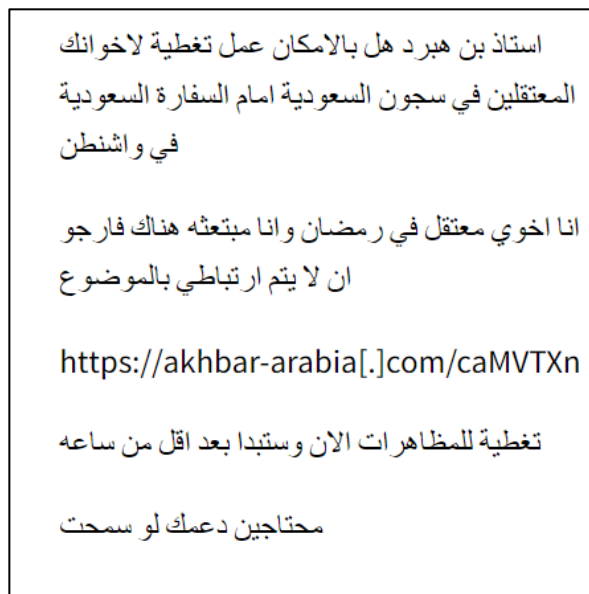 استاذ بن هبرد هل بالامكان عمل تغطية لاخوانك
المعتقلين في سجون السعودية امام السفارة السعودية
في واشنطن
انا اخوي معتقل في رمضان وانا مبتعثه هناك فارجو
ان لا يتم ارتباطي بالموضوع
https://akhbar-arabia[.]com/caMVTXn
تغطية للمظاهرات الان وستبدا بعد اقل من ساعه
محتاجين دعمك لو سمحت